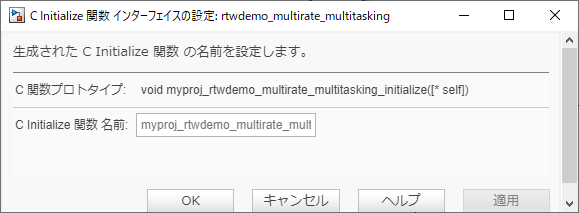 C Initialize 関数 インターフェイスの設定: rtwdemo_multirate_multitasking
生成された C Initialize 関数 の名前を設定します。
C 関数プロトタイプ: void myproj_rtwdemo_multirate_multitasking_initialize([* self])
C Initialize 関数 名前: myproj_rtwdemo_multirate_mult
OK キャンセル ヘルプ 適用